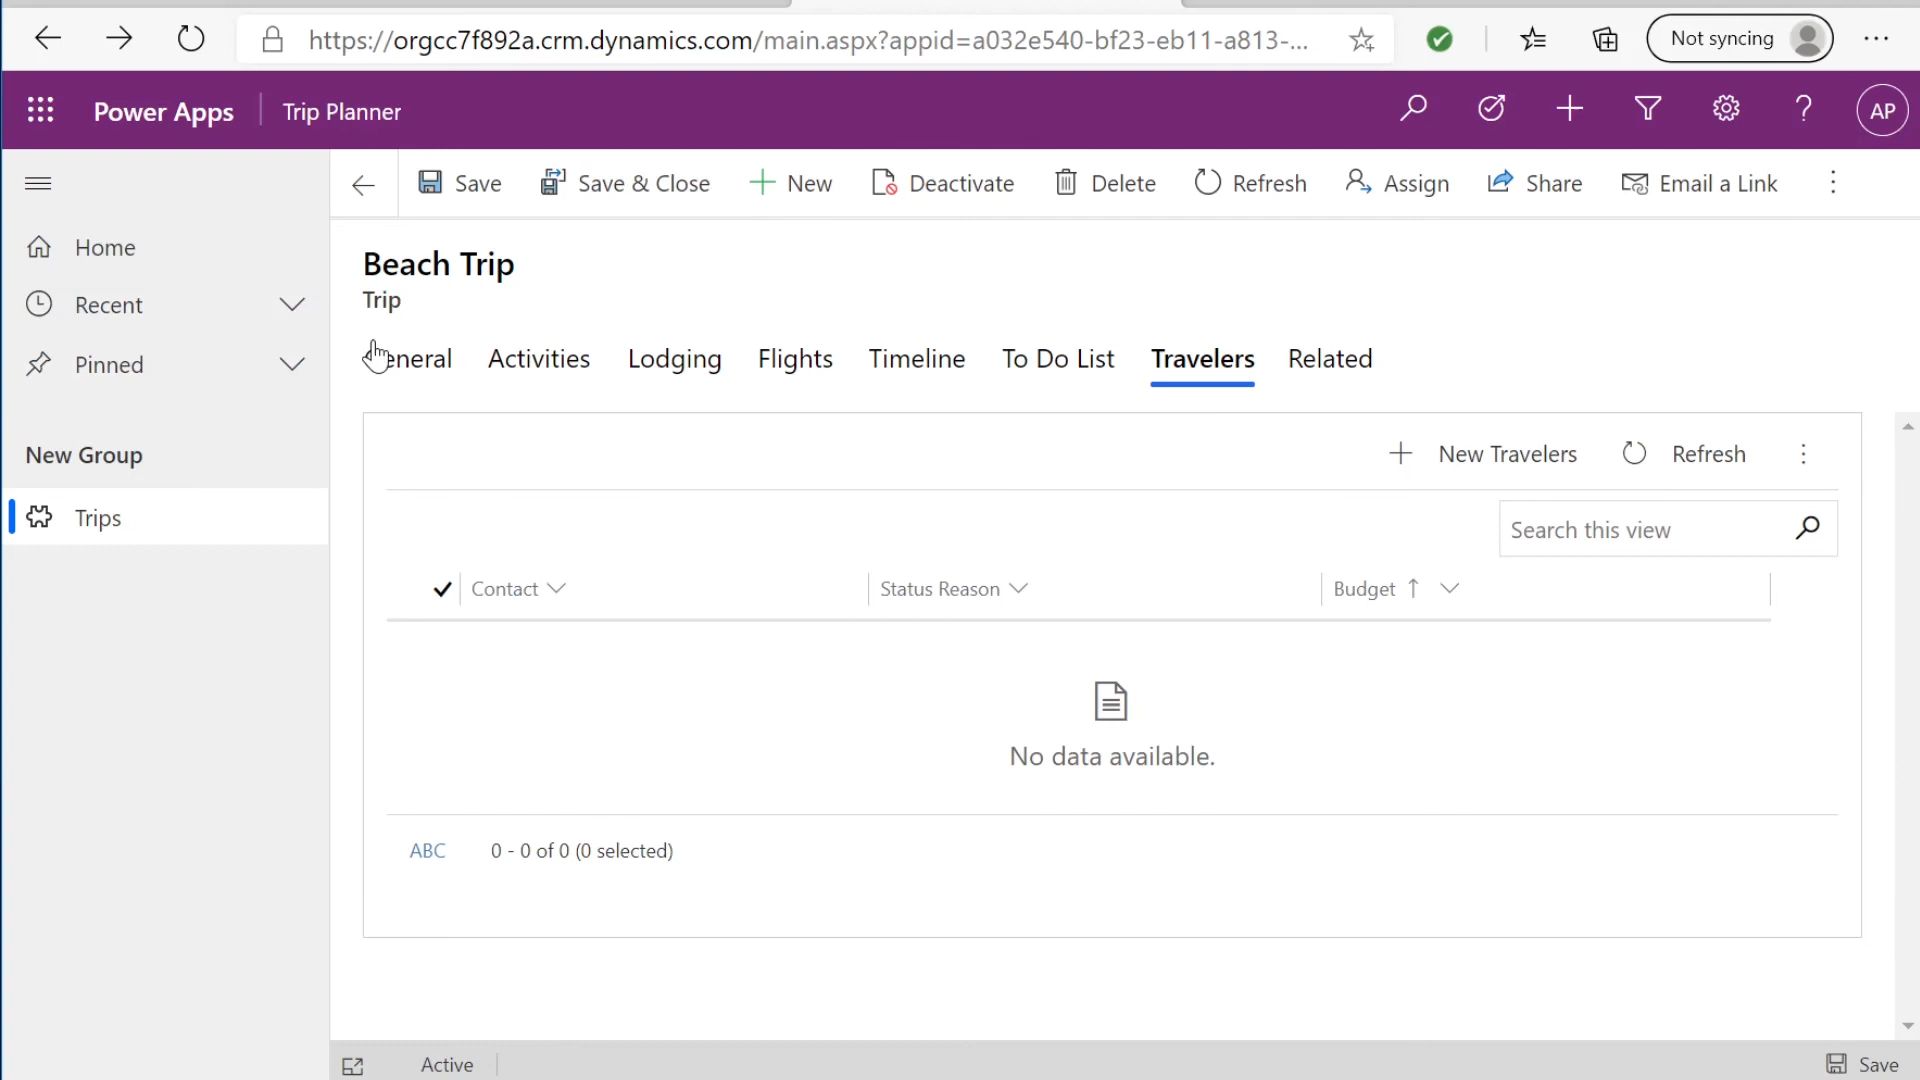 https://orgcc7f892a.crm.dynamics.com/main.aspx?appid=a032e540-bf23-eb11-a813-...
Not syncing
Power Apps
Trip Planner
AP
Save
Save & Close
New
Deactivate
Delete
Refresh
Assign
Share
Email a Link
Home
Recent
Pinned
New Group
Trips
Beach Trip
Trip
eneral
Activities
Lodging
Flights
Timeline
To Do List
Travelers
Related
New Travelers
Refresh
Search this view
Contact
Status Reason
Budget
No data available.
ABC
0 - 0 of 0 (0 selected)
Active
Save